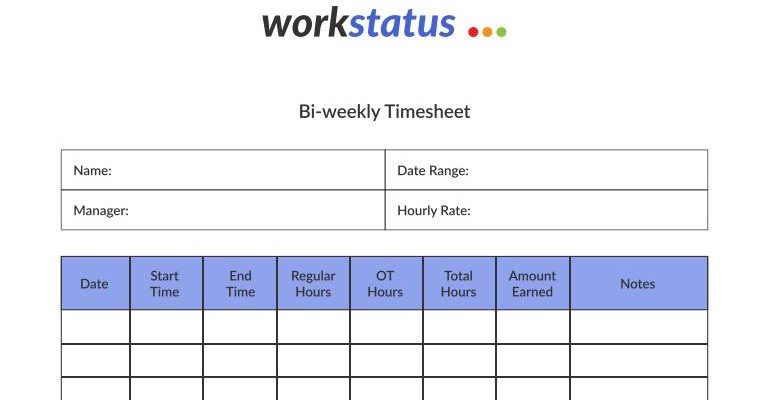 workstatus
Bi-weekly Timesheet
Name:
Date Range:
Manager:
Hourly Rate:
Date
Start
Time
End
Time
Regular
Hours
OT
Hours
Total
Hours
Amount
Earned
Notes